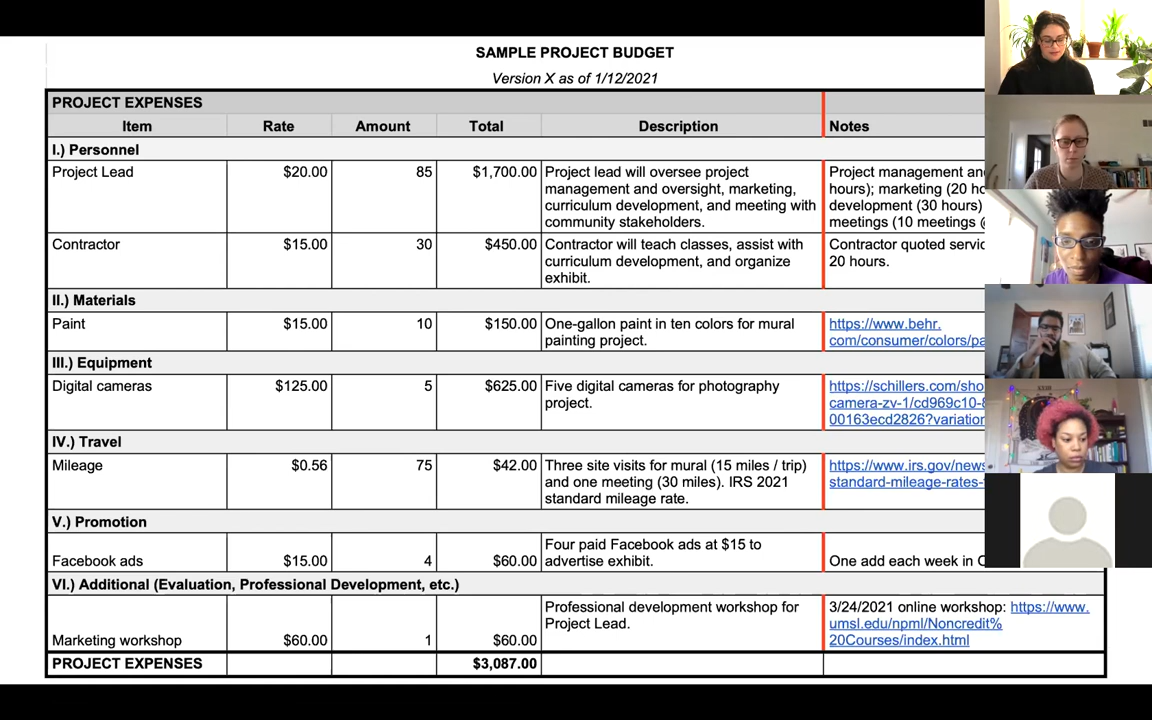 SAMPLE PROJECT BUDGET
Version X as of 1/12/2021
PROJECT EXPENSES
Item Rate Amount Total Description Notes
I.) Personnel
Project Lead $20.00 85 $1,700.00 Project lead will oversee project Project management
management and oversight, marketing, hours); marketing (20
curriculum development, and meeting with development (30 hours)
community stakeholders. meetings (10 meetings
Contractor $15.00 30 $450.00 Contractor will teach classes, assist with Contractor quoted
curriculum development, and organize 20 hours.
exhibit.
II.) Materials
Paint $15.00 10 $150.00 One-gallon paint in ten colors for mural https://www.behr.
painting project. com/consumer/colors/
III.) Equipment
Digital cameras $125.00 5 $625.00 Five digital cameras for photography https://schillers.com/
project. camera-zv-1/cd969c10-
00163ecd2826?variation
IV.) Travel
Mileage $0.56 75 $42.00 Three site visits for mural (15 miles / trip) https://www.irs.gov/news
and one meeting (30 miles). IRS 2021 standard-mileage-rates-
standard mileage rate.
V.) Promotion
Four paid Facebook ads at $15 to
Facebook ads $15.00 4 $60.00 advertise exhibit. One add each week in
VI.) Additional (Evaluation, Professional Development, etc.)
Professional development workshop for 3/24/2021 online workshop: https://www.
Project Lead. umsl.edu/npml/Noncredit%
Marketing workshop $60.00 1 $60.00 20Courses/index.html
PROJECT EXPENSES $3,087.00